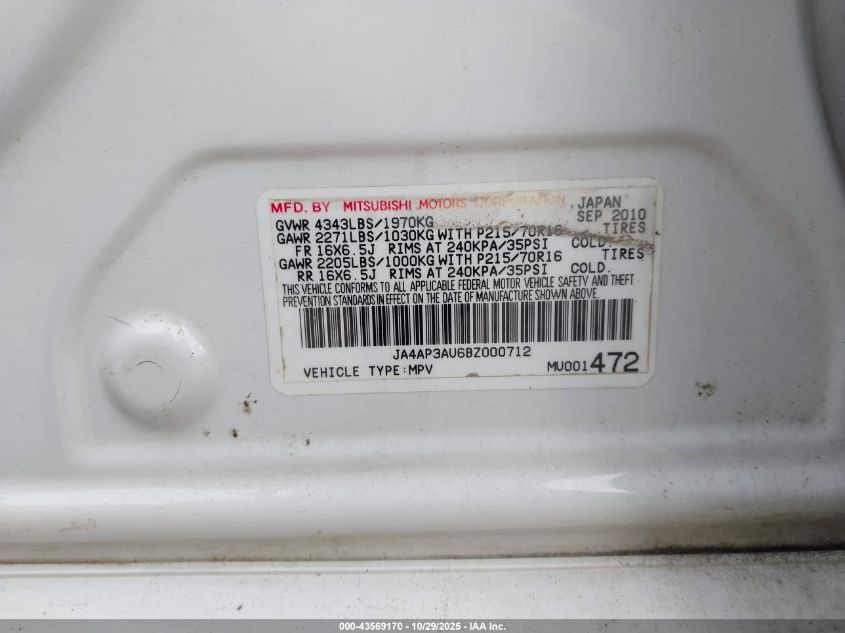 MFD. BY MITSUBISHI MOTORS CORPORATION JAPAN
SEP 2010
GVWR 4343LBS/1970KG
GAWR 2271LBS/1030KG WITH P215/70R16 TIRES
FR 16X6.5J RIMS AT 240KPA/35PSI COLD.
GAWR 2205LBS/1000KG WITH P215/70R16 TIRES
RR 16X6.5J RIMS AT 240KPA/35PSI COLD.
THIS VEHICLE CONFORMS TO ALL APPLICABLE FEDERAL MOTOR VEHICLE SAFETY AND THEFT
PREVENTION STANDARDS IN EFFECT ON THE DATE OF MANUFACTURE SHOWN ABOVE.
JA4AP3AU6BZ000712
VEHICLE TYPE:MPV MU001472
000-43569170 - 10/29/2025 - IAA Inc.